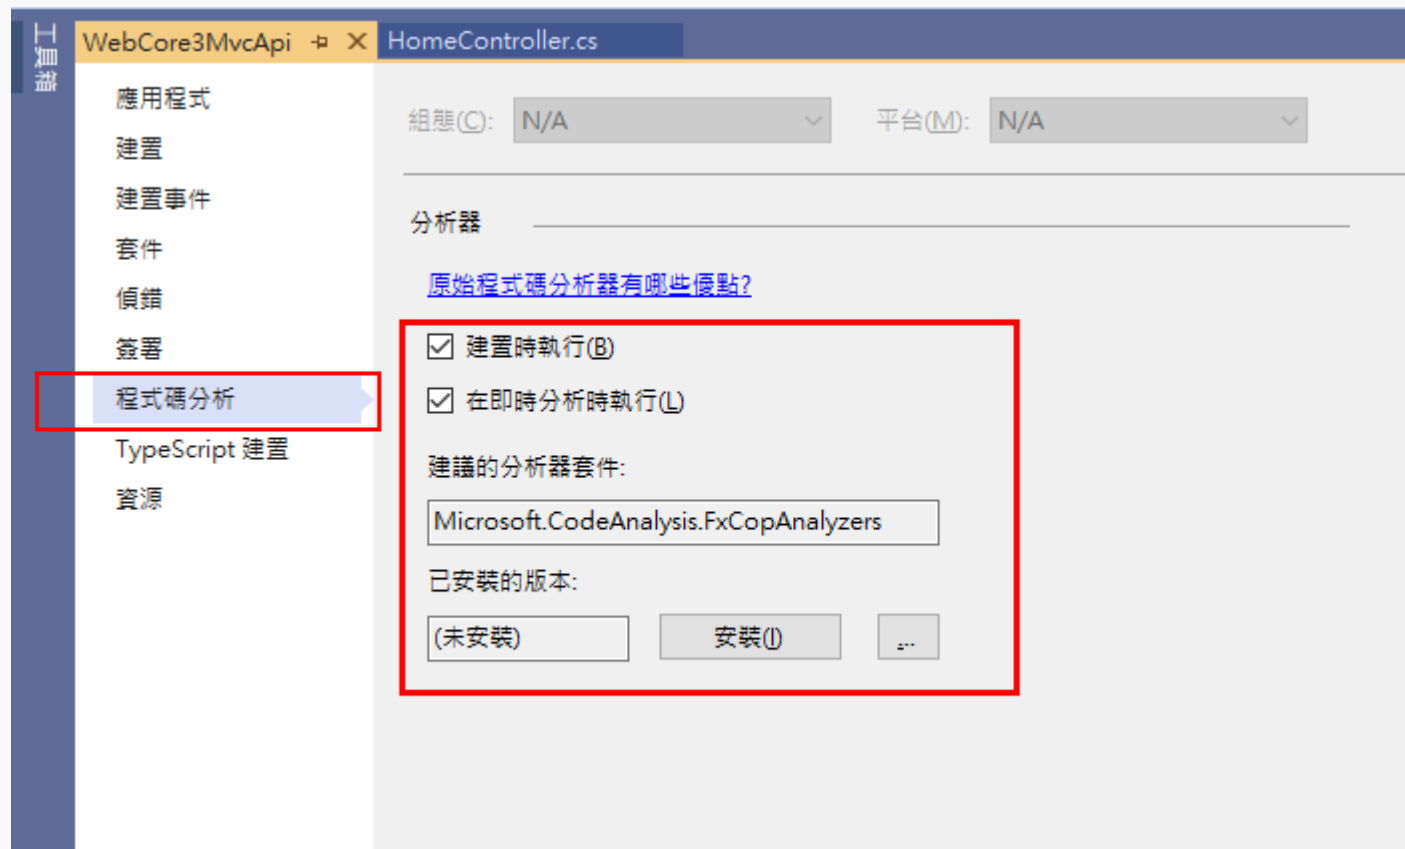 工具箱
WebCore3MvcApi
HomeController.cs
應用程式
建置
建置事件
套件
偵錯
簽署
程式碼分析
TypeScript 建置
資源
組態(C): N/A 平台(M): N/A
分析器
原始程式碼分析器有哪些優點?
建置時執行(B)
在即時分析時執行(L)
建議的分析器套件:
Microsoft.CodeAnalysis.FxCopAnalyzers
已安裝的版本:
(未安裝) 安裝(I) ...